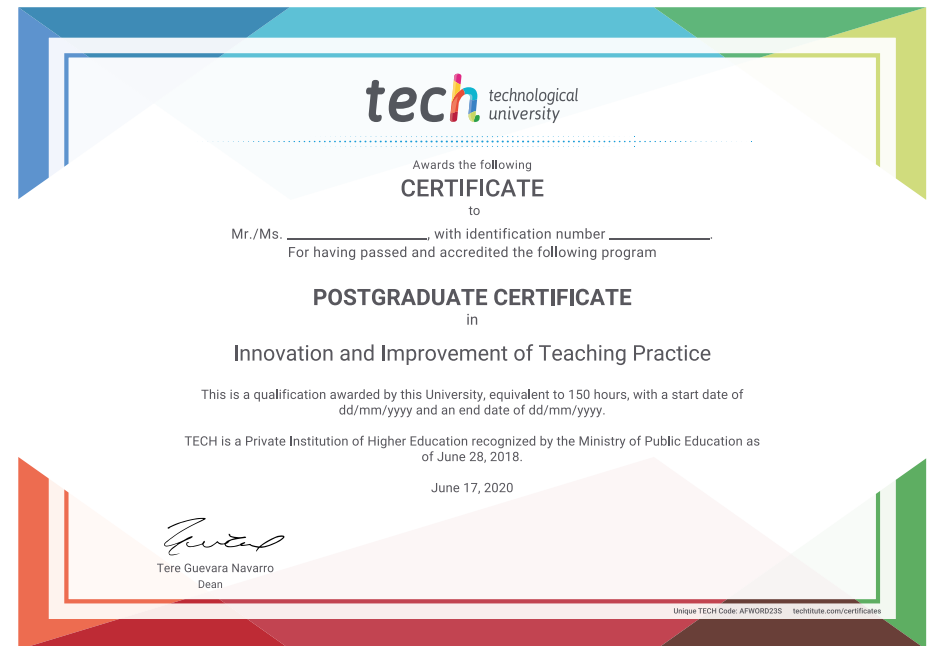 tech technological
university
Awards the following
CERTIFICATE
to
Mr./Ms. ____________________, with identification number ______________.
For having passed and accredited the following program
POSTGRADUATE CERTIFICATE
in
Innovation and Improvement of Teaching Practice
This is a qualification awarded by this University, equivalent to 150 hours, with a start date of
dd/mm/yyyy and an end date of dd/mm/yyyy.
TECH is a Private Institution of Higher Education recognized by the Ministry of Public Education as
of June 28, 2018.
June 17, 2020
Tere Guevara Navarro
Dean
Unique TECH Code: AFWORD23S techtitute.com/certificates